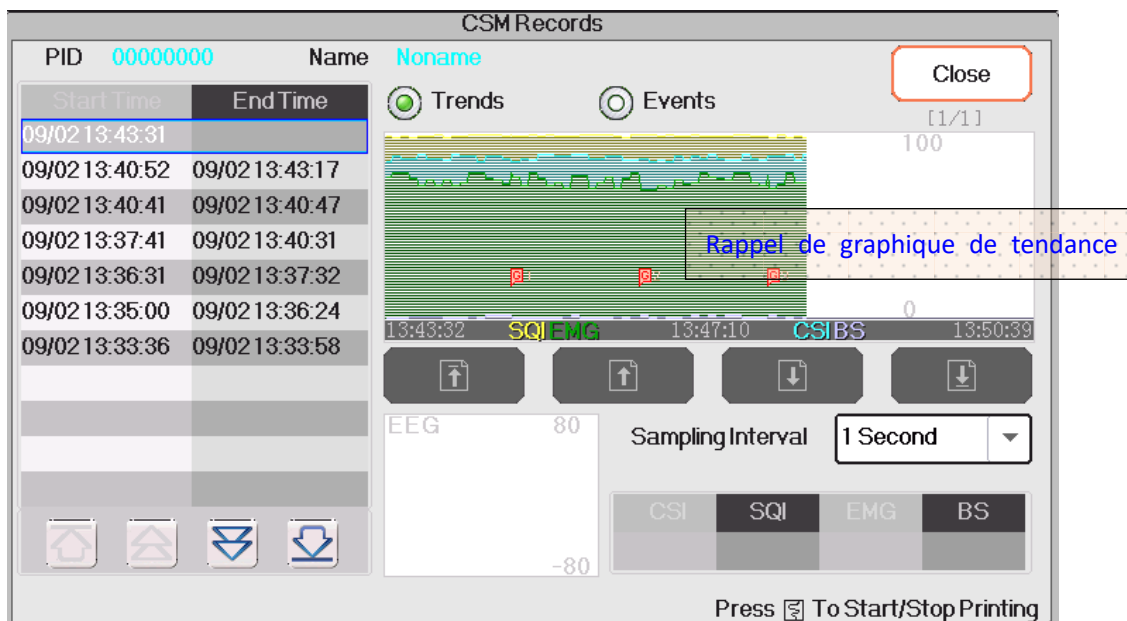 CSM Records
PID 00000000 Name Noname
Close
Start Time End Time
Trends Events
[1/1]
09/02 13:43:31
09/02 13:40:52 09/02 13:43:17
09/02 13:40:41 09/02 13:40:47
09/02 13:37:41 09/02 13:40:31
09/02 13:36:31 09/02 13:37:32
09/02 13:35:00 09/02 13:36:24
09/02 13:33:36 09/02 13:33:58
100
Rappel de graphique de tendance
G G G
0
13:43:32 SQI EMG 13:47:10 CSI BS 13:50:39
EEG 80
-80
Sampling Interval 1 Second
CSI SQI EMG BS
Press To Start/Stop Printing